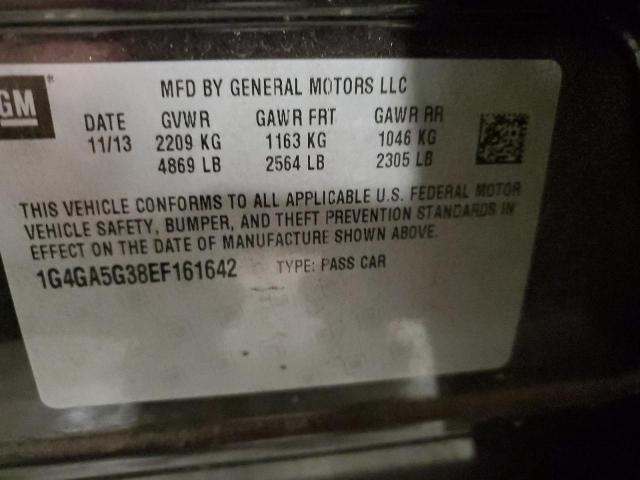 GM
MFD BY GENERAL MOTORS LLC
DATE GVWR GAWR FRT GAWR RR
11/13 2209 KG 1163 KG 1046 KG
4869 LB 2564 LB 2305 LB
THIS VEHICLE CONFORMS TO ALL APPLICABLE U.S. FEDERAL MOTOR
VEHICLE SAFETY, BUMPER, AND THEFT PREVENTION STANDARDS IN
EFFECT ON THE DATE OF MANUFACTURE SHOWN ABOVE.
1G4GA5G38EF161642 TYPE: PASS CAR